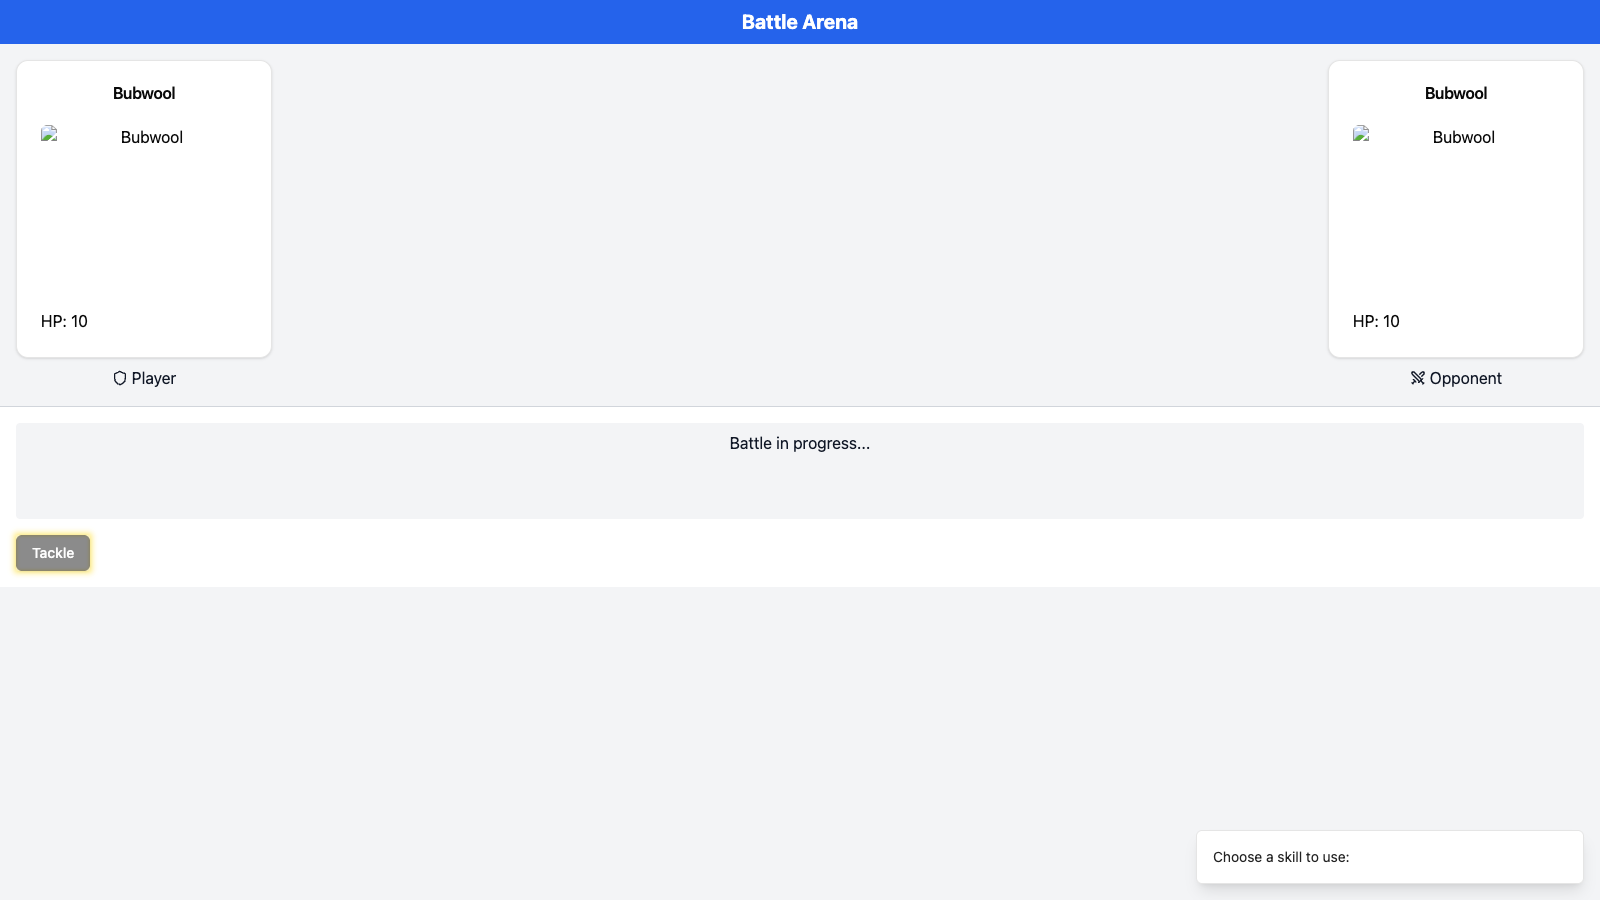 Battle Arena
Bubwool
Bubwool
HP: 10
Player
Bubwool
Bubwool
HP: 10
Opponent
Battle in progress...
Tackle
Choose a skill to use: